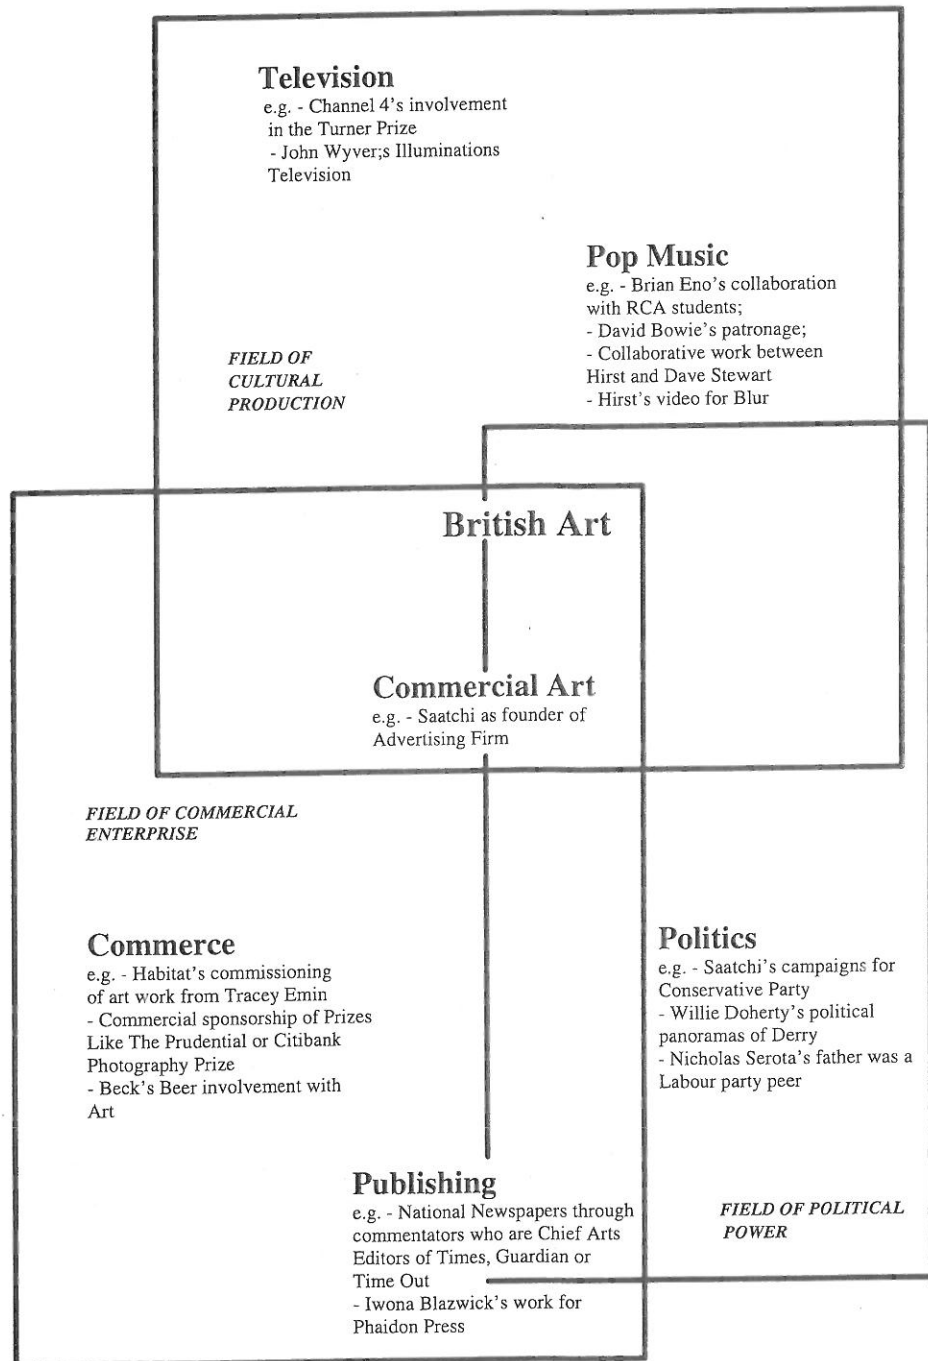 Television
e.g. - Channel 4's involvement
in the Turner Prize
- John Wyver;s Illuminations
Television
Pop Music
e.g. - Brian Eno's collaboration
with RCA students;
- David Bowie's patronage;
- Collaborative work between
Hirst and Dave Stewart
- Hirst's video for Blur
FIELD OF
CULTURAL
PRODUCTION
British Art
Commercial Art
e.g. - Saatchi as founder of
Advertising Firm
FIELD OF COMMERCIAL
ENTERPRISE
Commerce
e.g. - Habitat's commissioning
of art work from Tracey Emin
- Commercial sponsorship of Prizes
Like The Prudential or Citibank
Photography Prize
- Beck's Beer involvement with
Art
Politics
e.g. - Saatchi's campaigns for
Conservative Party
- Willie Doherty's political
panoramas of Derry
- Nicholas Serota's father was a
Labour party peer
Publishing
e.g. - National Newspapers through
commentators who are Chief Arts
Editors of Times, Guardian or
Time Out
- Iwona Blazwick's work for
Phaidon Press
FIELD OF POLITICAL
POWER